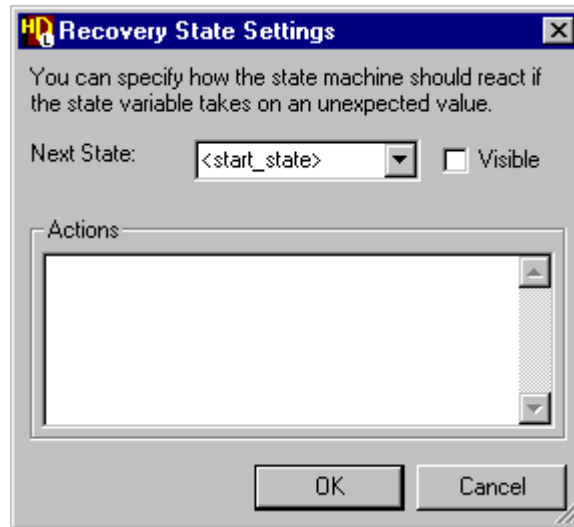 HDL Recovery State Settings
You can specify how the state machine should react if
the state variable takes on an unexpected value.
Next State: <start_state> Visible
Actions
OK Cancel